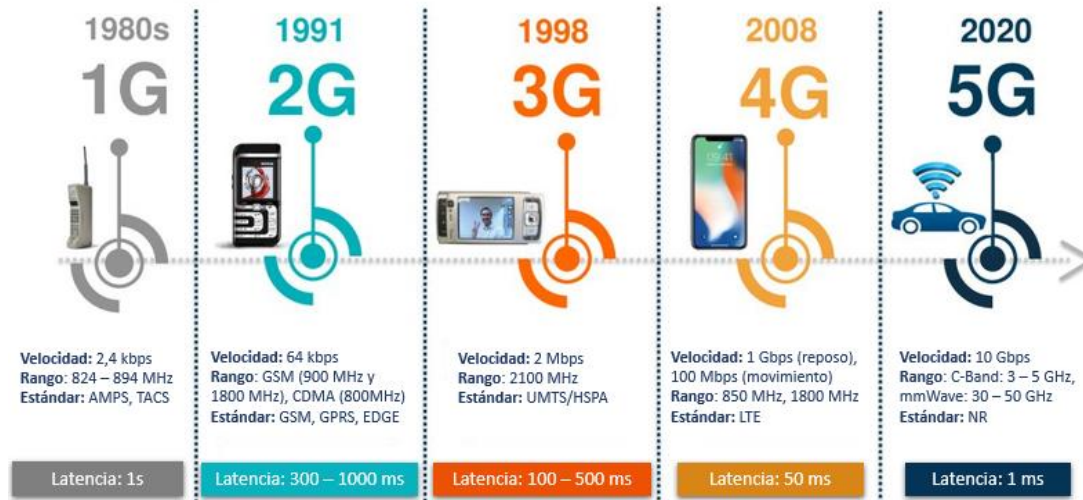 1980s
1G
Velocidad: 2,4 kbps
Rango: 824 – 894 MHz
Estándar: AMPS, TACS
Latencia: 1s
1991
2G
Velocidad: 64 kbps
Rango: GSM (900 MHz y
1800 MHz), CDMA (800MHz)
Estándar: GSM, GPRS, EDGE
Latencia: 300 – 1000 ms
1998
3G
Velocidad: 2 Mbps
Rango: 2100 MHz
Estándar: UMTS/HSPA
Latencia: 100 – 500 ms
2008
4G
09:41
Velocidad: 1 Gbps (reposo),
100 Mbps (movimiento)
Rango: 850 MHz, 1800 MHz
Estándar: LTE
Latencia: 50 ms
2020
5G
Velocidad: 10 Gbps
Rango: C-Band: 3 – 5 GHz,
mmWave: 30 – 50 GHz
Estándar: NR
Latencia: 1 ms